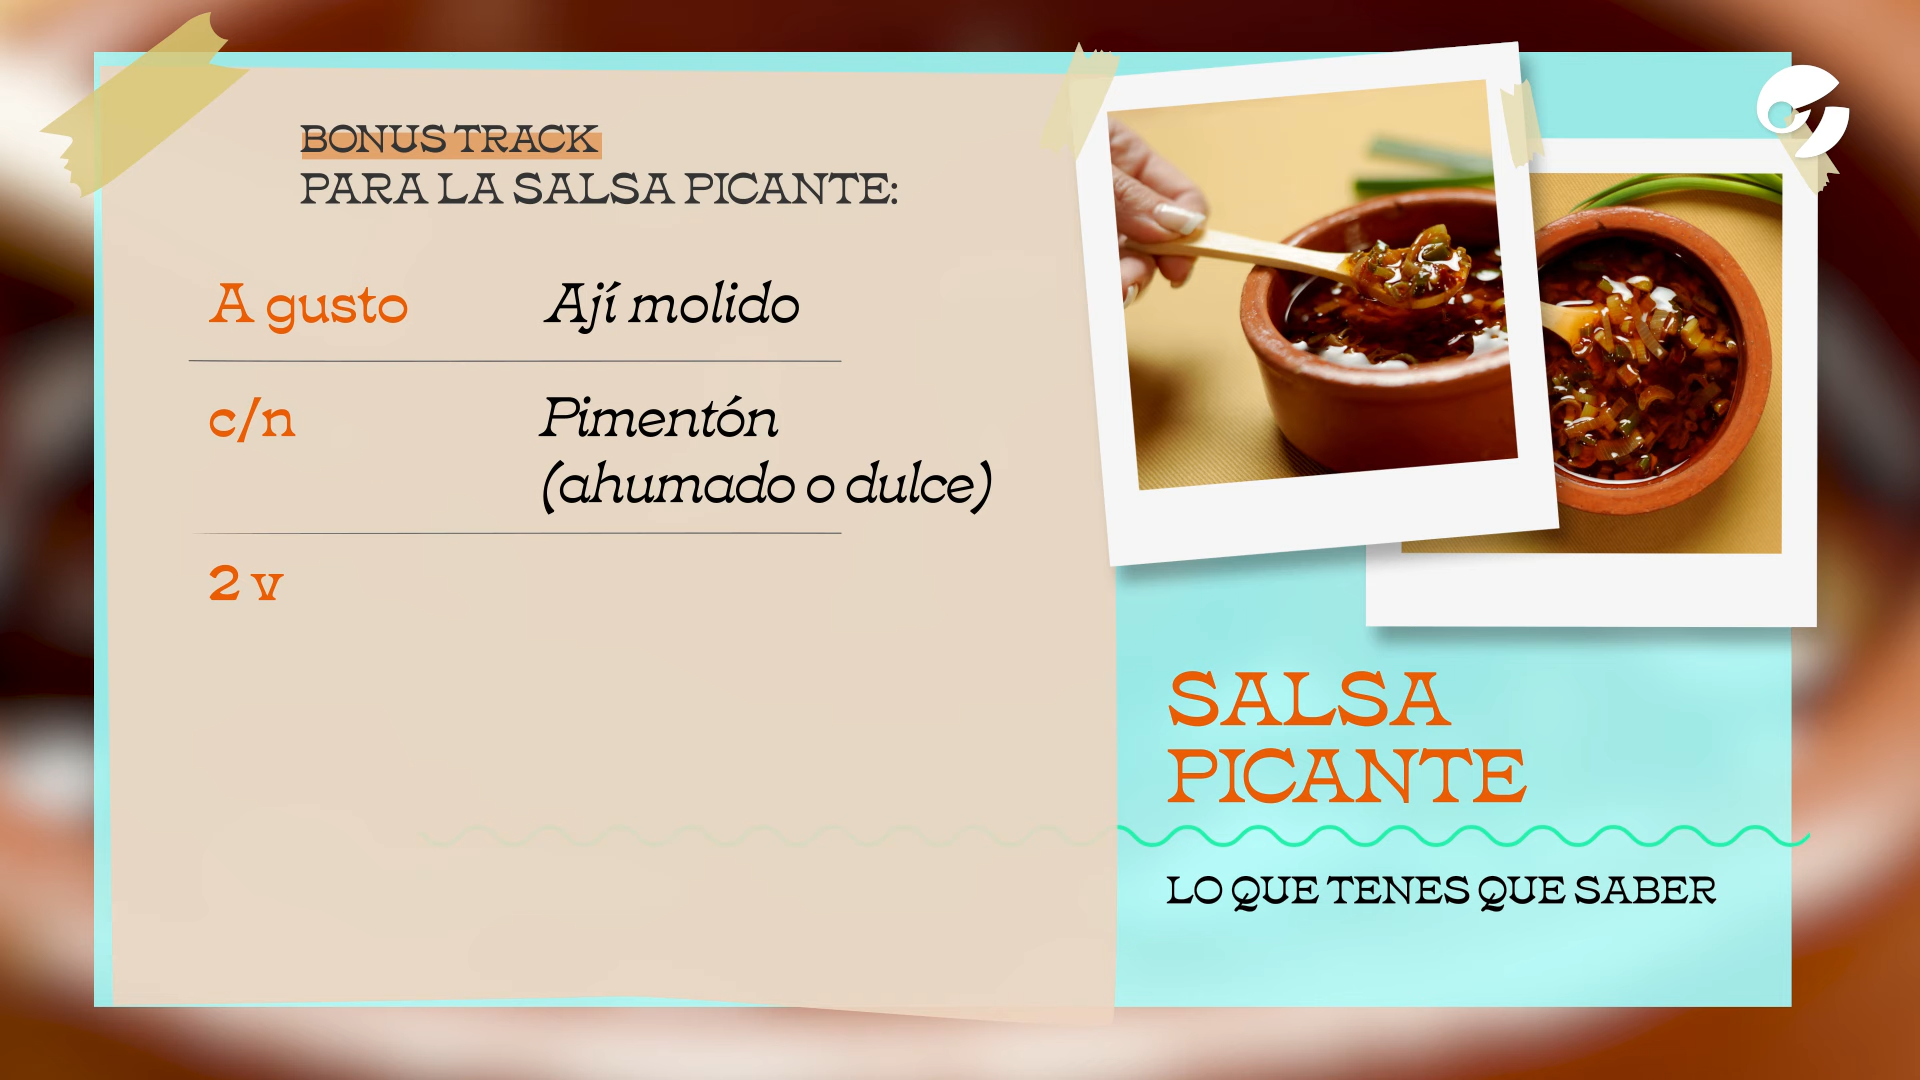 BONUS TRACK
PARA LA SALSA PICANTE:
A gusto Ají molido
c/n Pimentón
(ahumado o dulce)
2 v
SALSA
PICANTE
LO QUE TENES QUE SABER